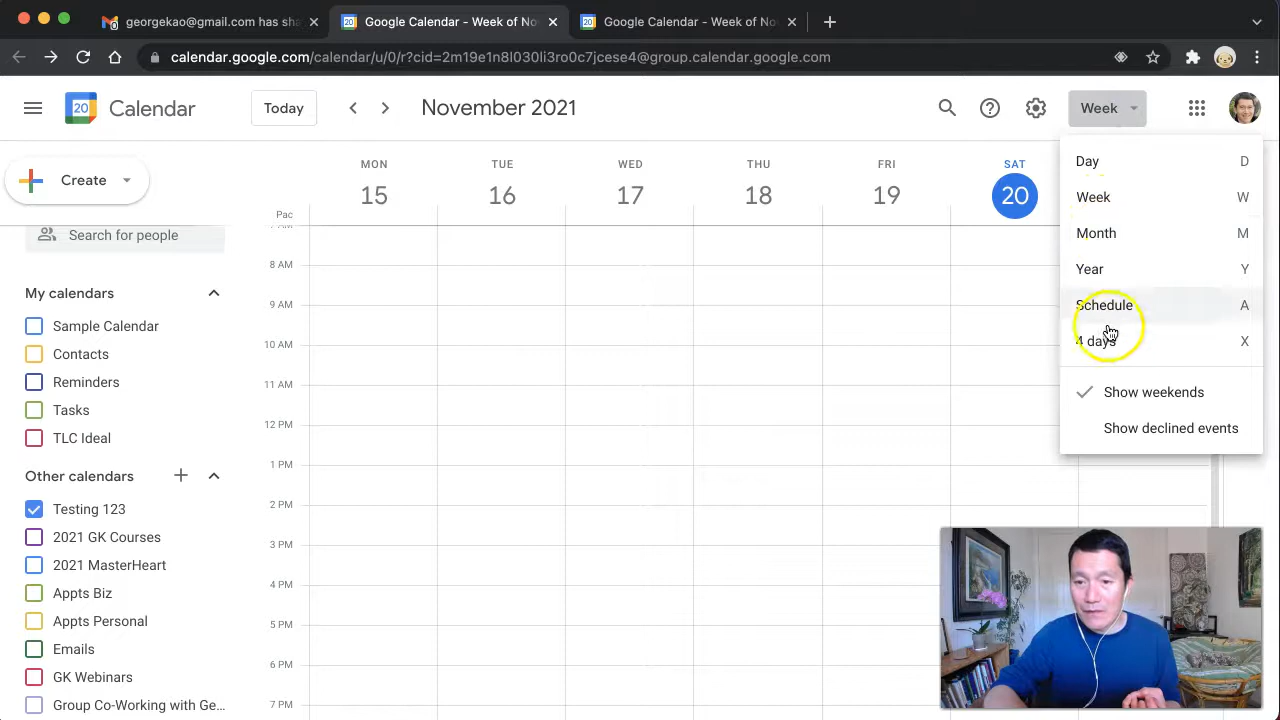 georgekao@gmail.com has sha
Google Calendar - Week of No
Google Calendar - Week of Nov
calendar.google.com/calendar/u/0/r?cid=2m19e1n8l030li3ro0c7jcese4@group.calendar.google.com
20
Calendar
Today
November 2021
Week
Create
Search for people
My calendars
Sample Calendar
Contacts
Reminders
Tasks
TLC Ideal
Other calendars
Testing 123
2021 GK Courses
2021 MasterHeart
Appts Biz
Appts Personal
Emails
GK Webinars
Group Co-Working with Ge...
MON
TUE
WED
THU
FRI
SAT
15
16
17
18
19
20
Pac
8 AM
9 AM
10 AM
11 AM
12 PM
1 PM
2 PM
3 PM
4 PM
5 PM
6 PM
7 PM
Day D
Week W
Month M
Year Y
Schedule A
4 days X
Show weekends
Show declined events